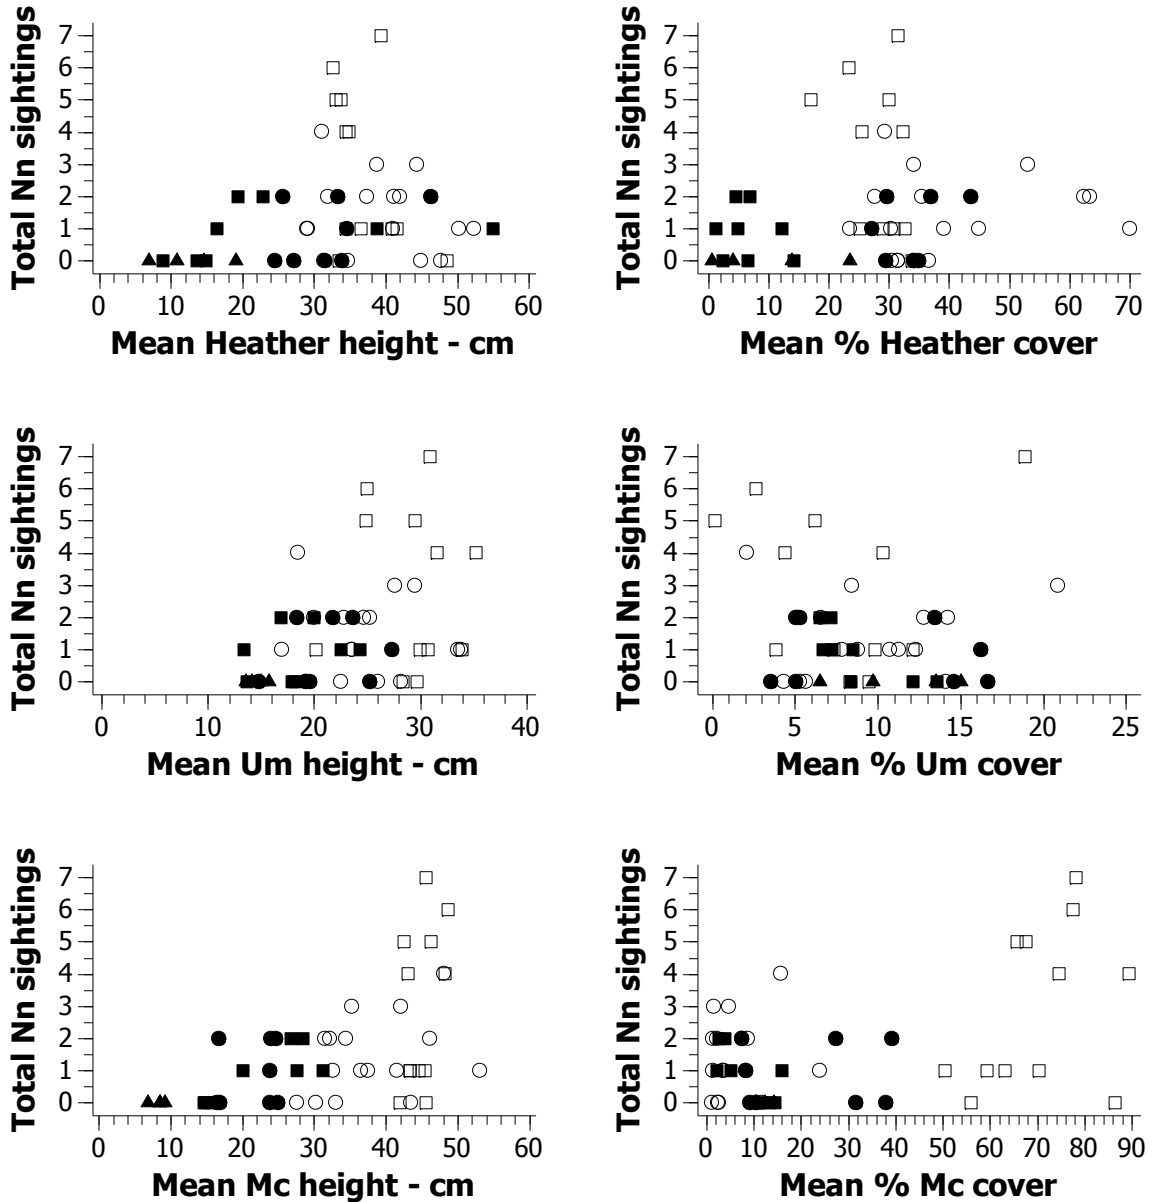 Total Nn sightings
7
6
5
4
3
2
1
0
0 10 20 30 40 50 60
Mean Heather height - cm
Total Nn sightings
7
6
5
4
3
2
1
0
0 10 20 30 40 50 60 70
Mean % Heather cover
Total Nn sightings
7
6
5
4
3
2
1
0
0 10 20 30 40
Mean Um height - cm
Total Nn sightings
7
6
5
4
3
2
1
0
0 5 10 15 20 25
Mean % Um cover
Total Nn sightings
7
6
5
4
3
2
1
0
0 10 20 30 40 50 60
Mean Mc height - cm
Total Nn sightings
7
6
5
4
3
2
1
0
0 10 20 30 40 50 60 70 80 90
Mean % Mc cover